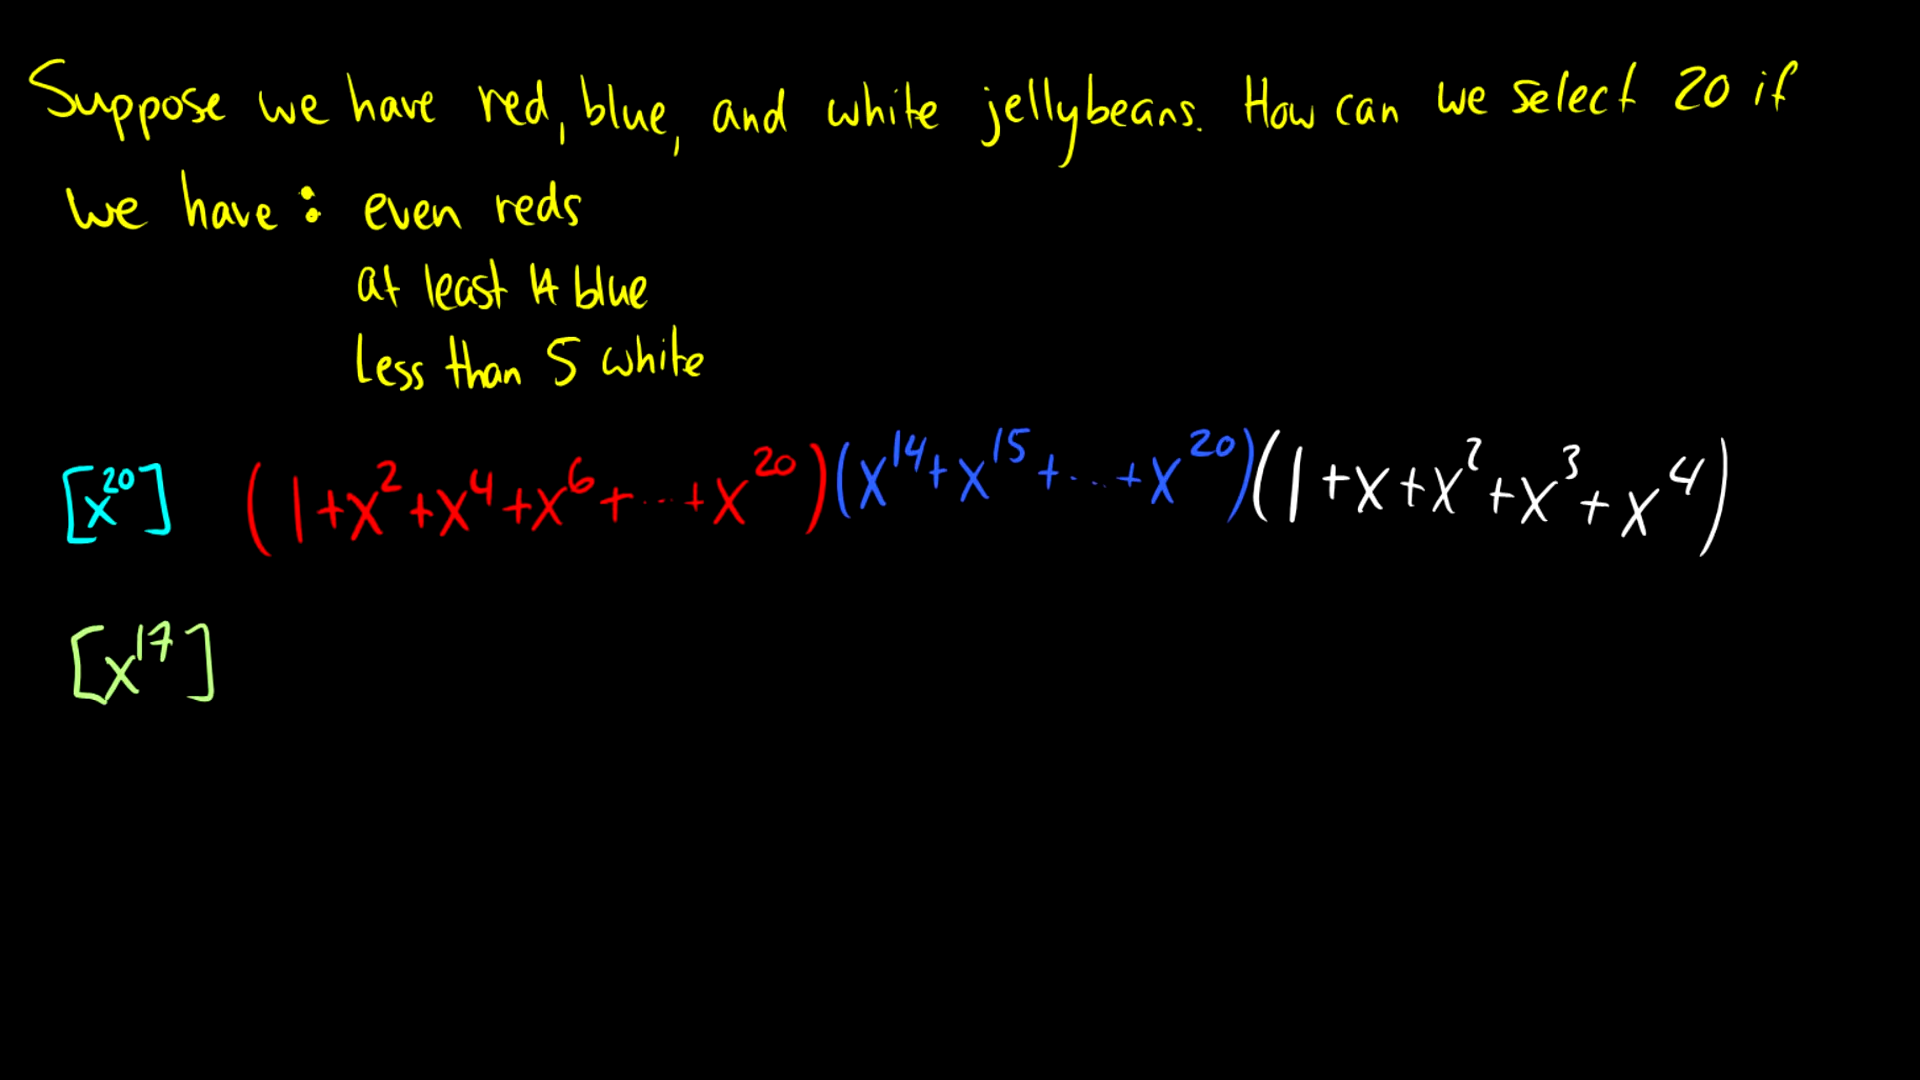 Suppose we have red, blue, and white jellybeans. How can we select 20 if
we have: even reds
at least 14 blue
less than 5 white
[x^20] (1+x^2+x^4+x^6+...+x^20)(x^14+x^15+...+x^20)(1+x+x^2+x^3+x^4)
[x^17]